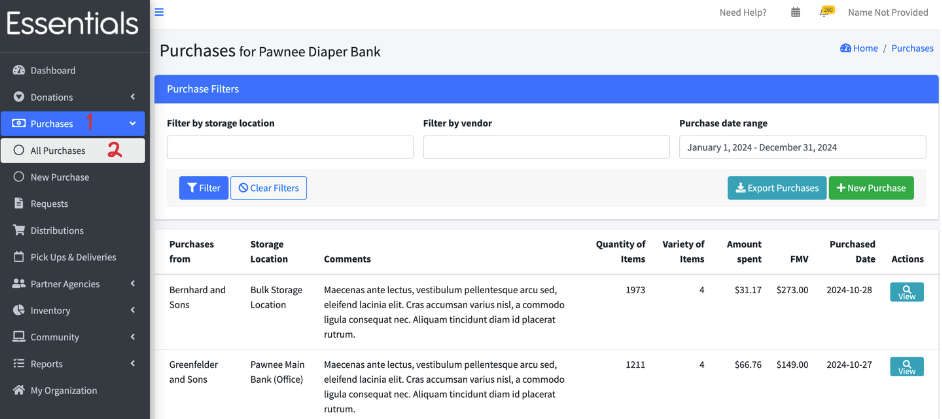 Essentials
Need Help?
260
Name Not Provided
Dashboard
Donations
Purchases 1
All Purchases 2
New Purchase
Requests
Distributions
Pick Ups & Deliveries
Partner Agencies
Inventory
Community
Reports
My Organization
Purchases for Pawnee Diaper Bank
Home / Purchases
Purchase Filters
Filter by storage location
Filter by vendor
Purchase date range
January 1, 2024 - December 31, 2024
Filter
Clear Filters
Export Purchases
New Purchase
Purchases from
Storage Location
Comments
Quantity of Items
Variety of Items
Amount spent
FMV
Purchased Date
Actions
Bernhard and Sons
Bulk Storage Location
Maecenas ante lectus, vestibulum pellentesque arcu sed,
eleifend lacinia elit. Cras accumsan varius nisl, a commodo
ligula consequat nec. Aliquam tincidunt diam id placerat
rutrum.
1973
4
$31.17
$273.00
2024-10-28
View
Greenfelder and Sons
Pawnee Main Bank (Office)
Maecenas ante lectus, vestibulum pellentesque arcu sed,
eleifend lacinia elit. Cras accumsan varius nisl, a commodo
ligula consequat nec. Aliquam tincidunt diam id placerat
rutrum.
1211
4
$66.76
$149.00
2024-10-27
View